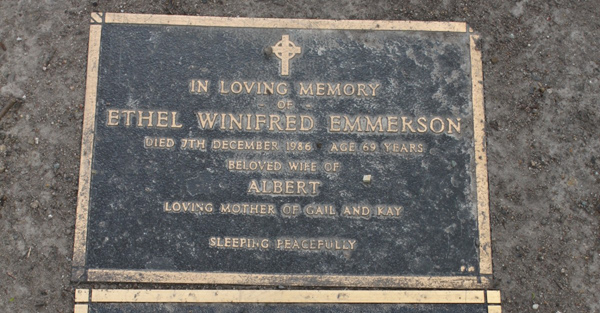 IN LOVING MEMORY
OF
ETHEL WINIFRED EMMERSON
DIED 7TH DECEMBER 1986 AGE 69 YEARS
BELOVED WIFE OF
ALBERT
LOVING MOTHER OF GAIL AND KAY
SLEEPING PEACEFULLY